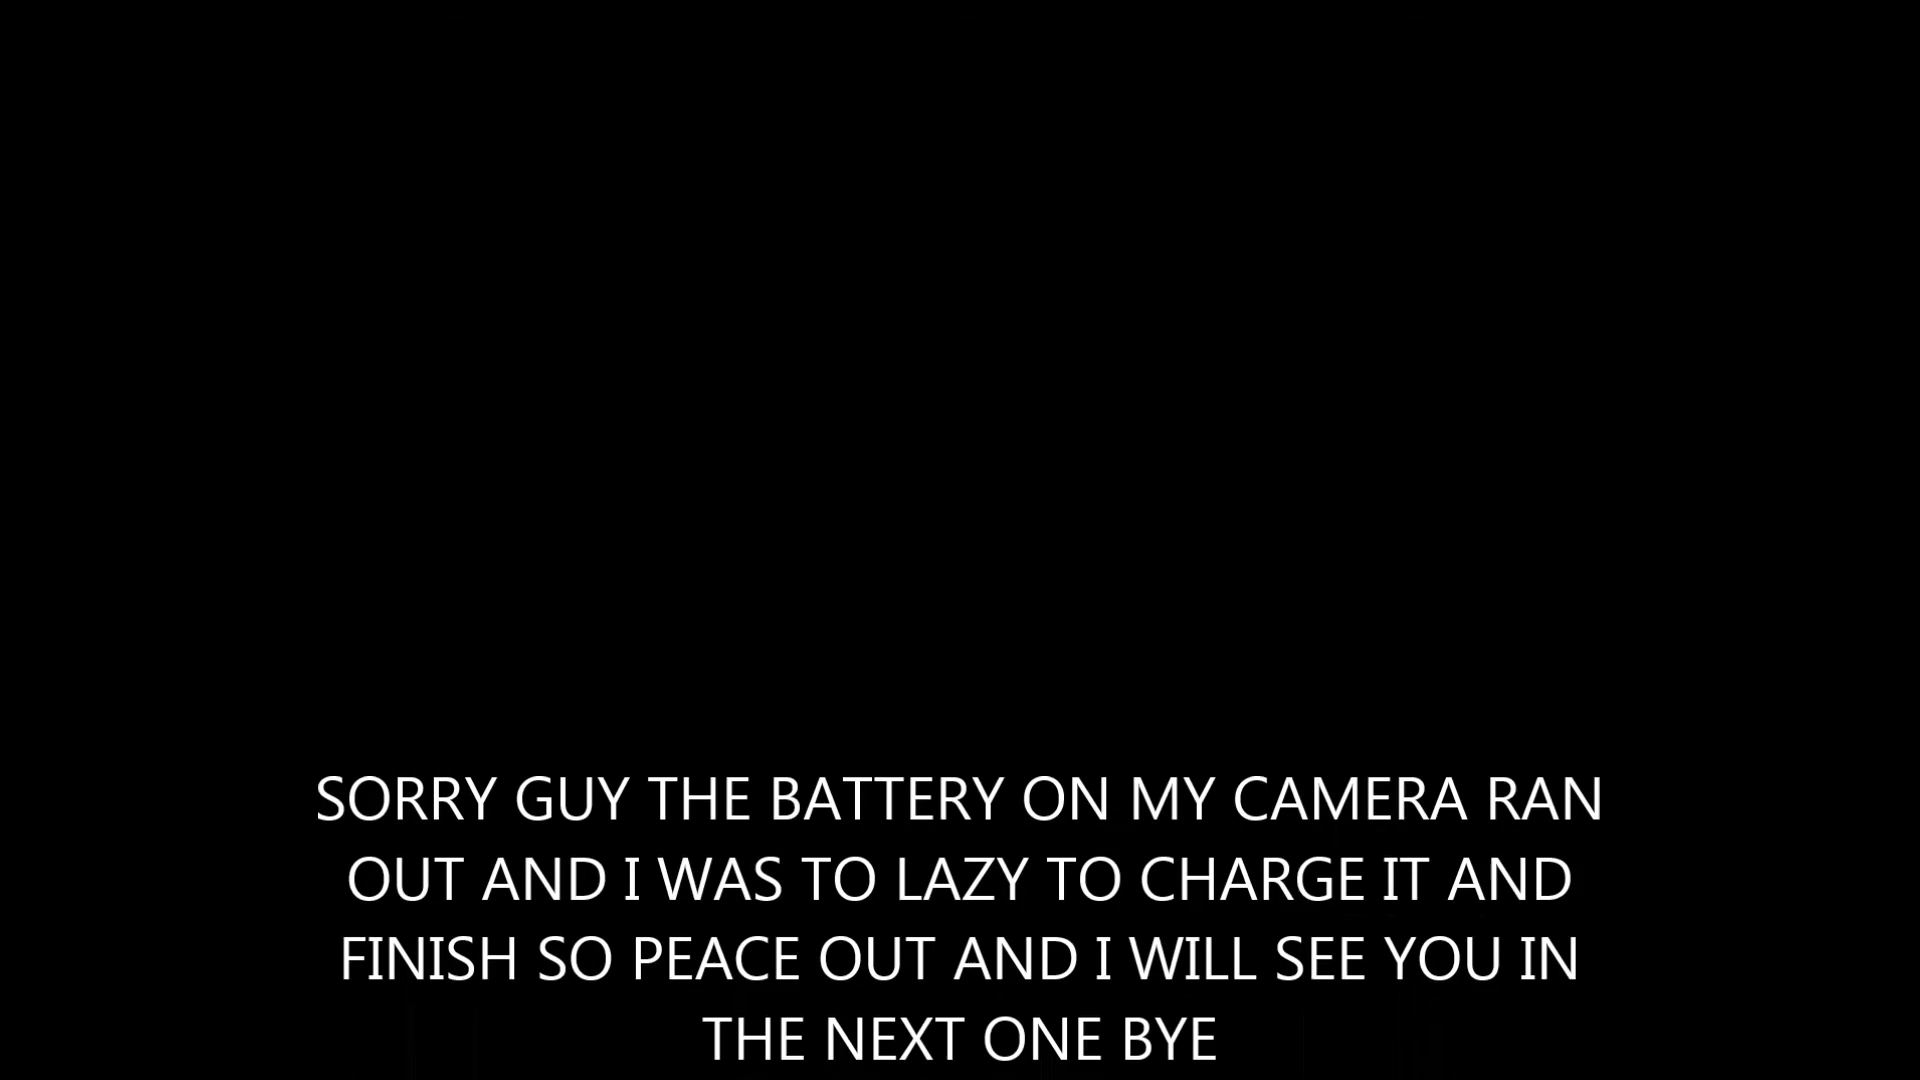 SORRY GUY THE BATTERY ON MY CAMERA RAN
OUT AND I WAS TO LAZY TO CHARGE IT AND
FINISH SO PEACE OUT AND I WILL SEE YOU IN
THE NEXT ONE BYE